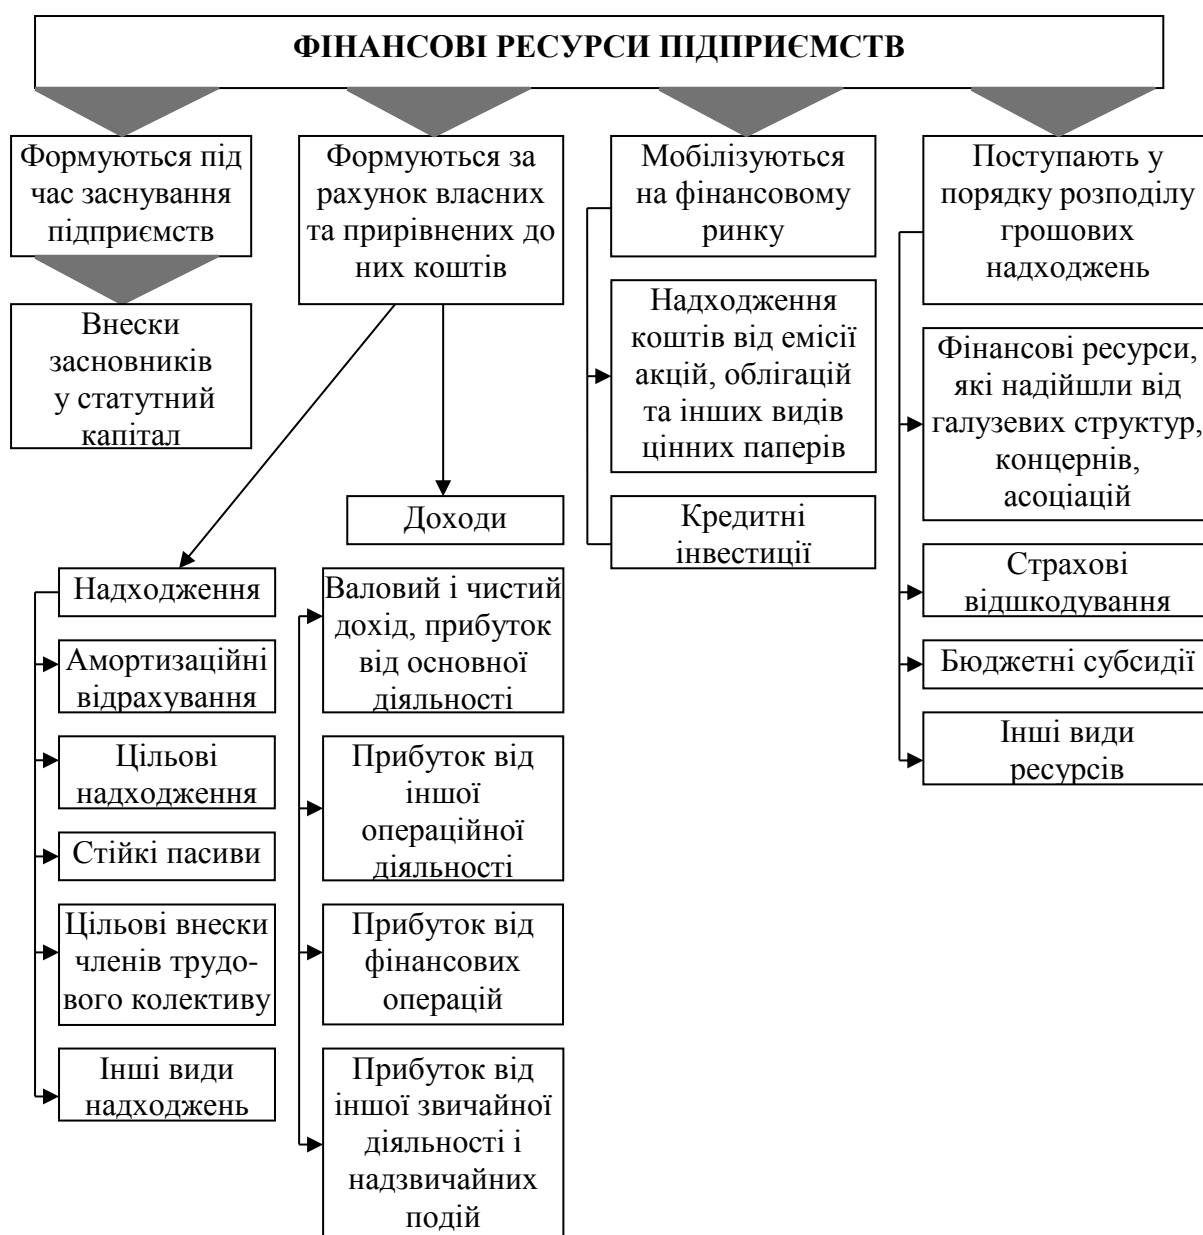 ФІНАНСОВІ РЕСУРСИ ПІДПРИЄМСТВ
Формуються під
час заснування
підприємств
Внески
засновників
у статутний
капітал
Формуються за
рахунок власних
та прирівнених до
них коштів
Надходження
Амортизаційні
відрахування
Цільові
надходження
Стійкі пасиви
Цільові внески
членів трудо-
вого колективу
Інші види
надходжень
Доходи
Валовий і чистий
дохід, прибуток
від основної
діяльності
Прибуток від
іншої
операційної
діяльності
Прибуток від
фінансових
операцій
Прибуток від
іншої звичайної
діяльності і
надзвичайних
подій
Мобілізуються
на фінансовому
ринку
Надходження
коштів від емісії
акцій, облігацій
та інших видів
цінних паперів
Кредитні
інвестиції
Поступають у
порядку розподілу
грошових
надходжень
Фінансові ресурси,
які надійшли від
галузевих структур,
концернів,
асоціацій
Страхові
відшкодування
Бюджетні субсидії
Інші види
ресурсів